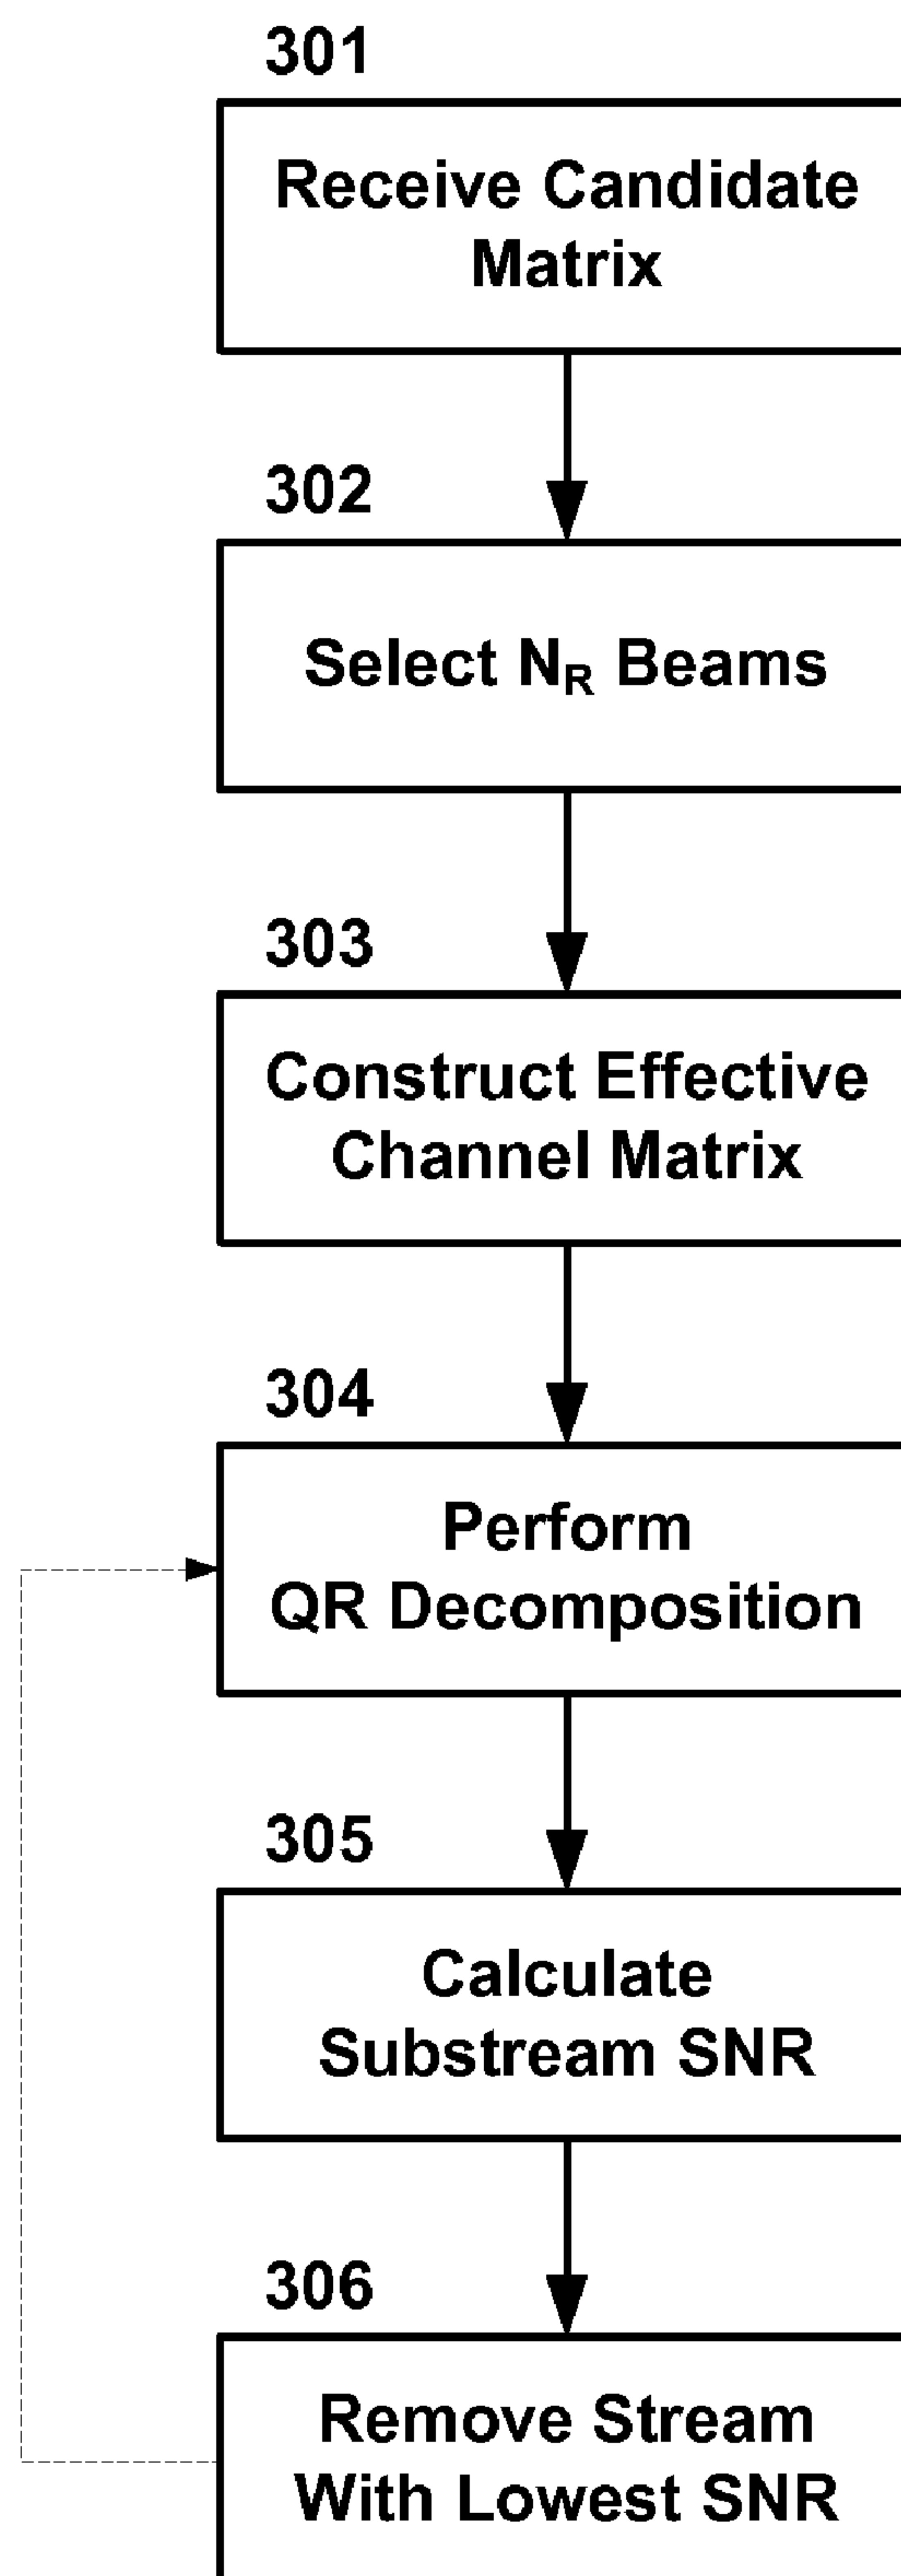 301
Receive Candidate
Matrix
302
Select N_R Beams
303
Construct Effective
Channel Matrix
304
Perform
QR Decomposition
305
Calculate
Substream SNR
306
Remove Stream
With Lowest SNR